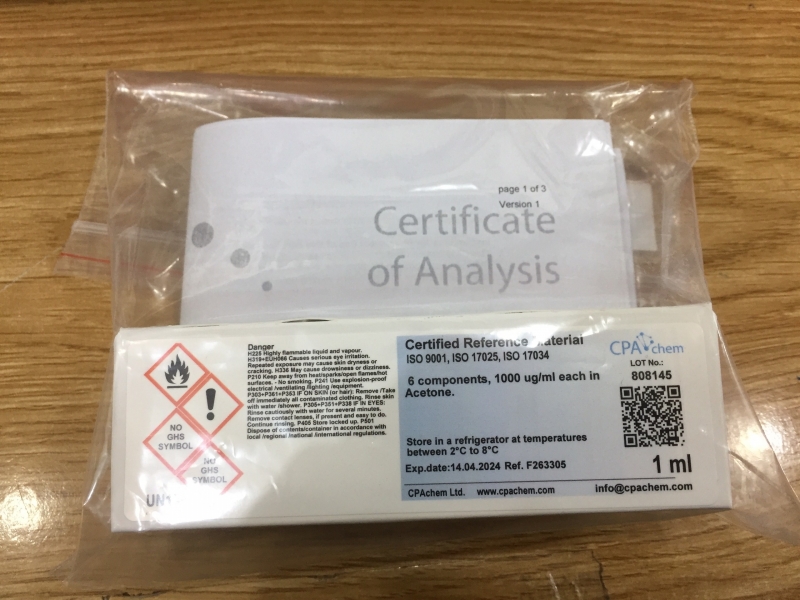 page 1 of 3
Version 1
Certificate
of Analysis
Danger
H225 Highly flammable liquid and vapour.
H319+EUH066 Causes serious eye irritation.
Repeated exposure may cause skin dryness or
cracking. H336 May cause drowsiness or dizziness.
P210 Keep away from heat/sparks/open flames/hot
surfaces. - No smoking. P241 Use explosion-proof
electrical /ventilating /lighting /equipment.
P303+P361+P353 IF ON SKIN (or hair): Remove /Take
off immediately all contaminated clothing. Rinse skin
with water /shower. P305+P351+P338 IF IN EYES:
Rinse cautiously with water for several minutes.
Remove contact lenses, if present and easy to do.
Continue rinsing. P405 Store locked up. P501
Dispose of contents/container in accordance with
local /regional /national /international regulations.
NO
GHS
SYMBOL
NO
GHS
SYMBOL
Certified Reference Material
ISO 9001, ISO 17025, ISO 17034
6 components, 1000 ug/ml each in
Acetone.
Store in a refrigerator at temperatures
between 2°C to 8°C
Exp.date:14.04.2024 Ref. F263305
CPAchem Ltd. www.cpachem.com
CPAchem
LOT No.:
808145
1 ml
info@cpachem.com